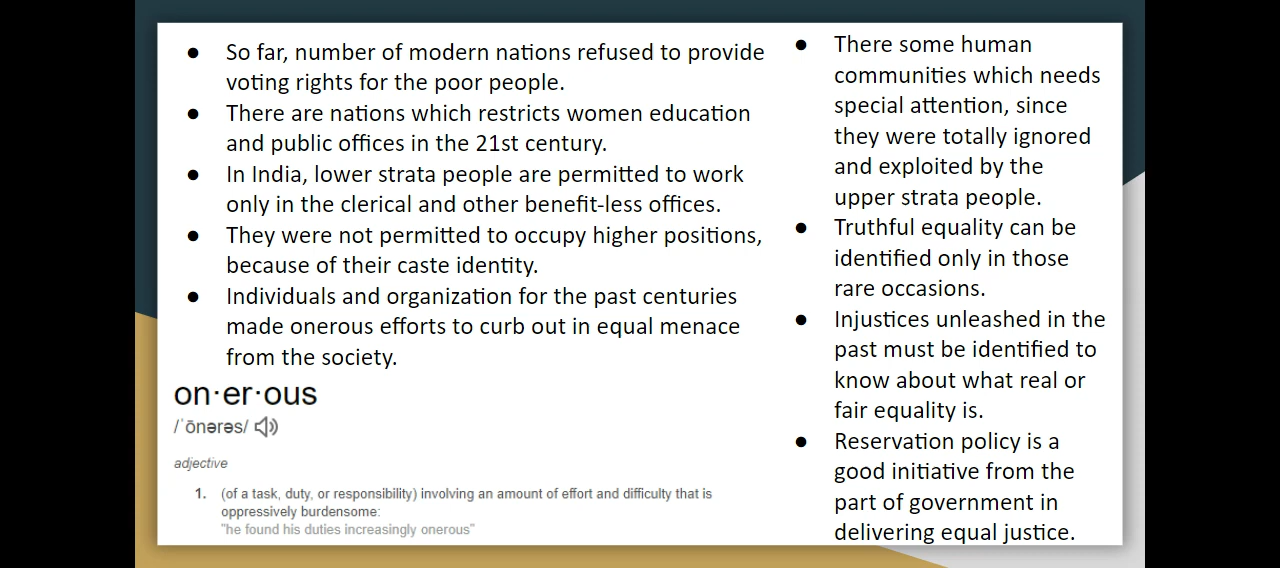 ● So far, number of modern nations refused to provide
voting rights for the poor people.
● There are nations which restricts women education
and public offices in the 21st century.
● In India, lower strata people are permitted to work
only in the clerical and other benefit-less offices.
● They were not permitted to occupy higher positions,
because of their caste identity.
● Individuals and organization for the past centuries
made onerous efforts to curb out in equal menace
from the society.
on·er·ous
/ˈōnərəs/
adjective
1. (of a task, duty, or responsibility) involving an amount of effort and difficulty that is
oppressively burdensome:
"he found his duties increasingly onerous"
● There some human
communities which needs
special attention, since
they were totally ignored
and exploited by the
upper strata people.
● Truthful equality can be
identified only in those
rare occasions.
● Injustices unleashed in the
past must be identified to
know about what real or
fair equality is.
● Reservation policy is a
good initiative from the
part of government in
delivering equal justice.